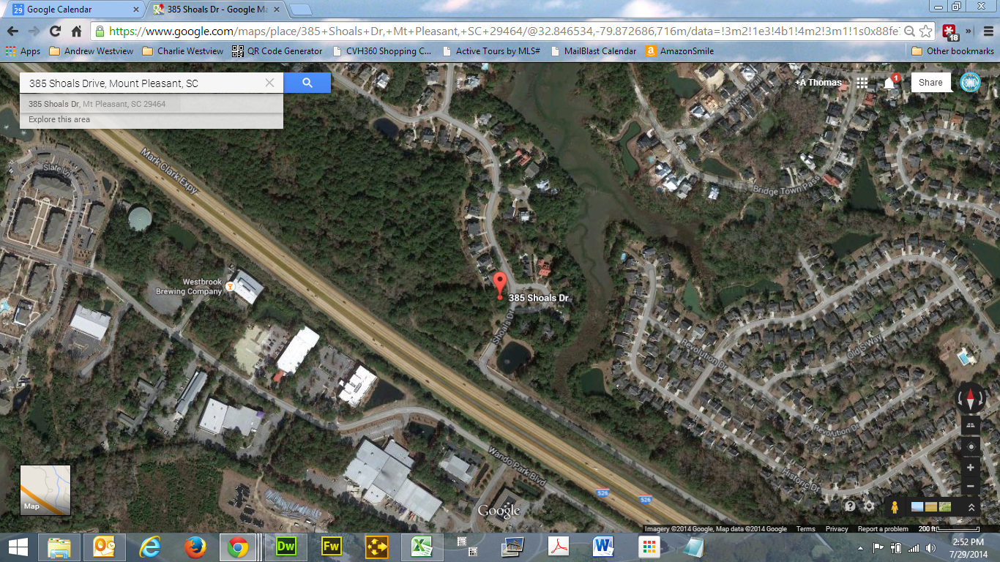 29 Google Calendar
385 Shoals Dr - Google Ma
https://www.google.com/maps/place/385+Shoals+Dr,+Mt+Pleasant,+SC+29464/@32.846534,-79.872686,716m/data=!3m2!1e3!4b1!4m2!3m1!1s0x88fe7
18
Apps Andrew Westview Charlie Westview QR Code Generator CVH360 Shopping C... Active Tours by MLS# MailBlast Calendar AmazonSmile Other bookmarks
385 Shoals Drive, Mount Pleasant, SC
+A Thomas 1 Share
385 Shoals Dr, Mt Pleasant, SC 29464
Explore this area
Mark Clark Expy
Slate Ln
Bridge Town Pass
Westbrook
Brewing Company
385 Shoals Dr
Shoals Dr
Revolution Dr
Old S Way
Revolution Dr
Historic Dr
Wando Park Blvd
526
526
Map
Google
Imagery ©2014 Google, Map data ©2014 Google Terms Privacy Report a problem 200 ft
Dw Fw
2:52 PM
7/29/2014